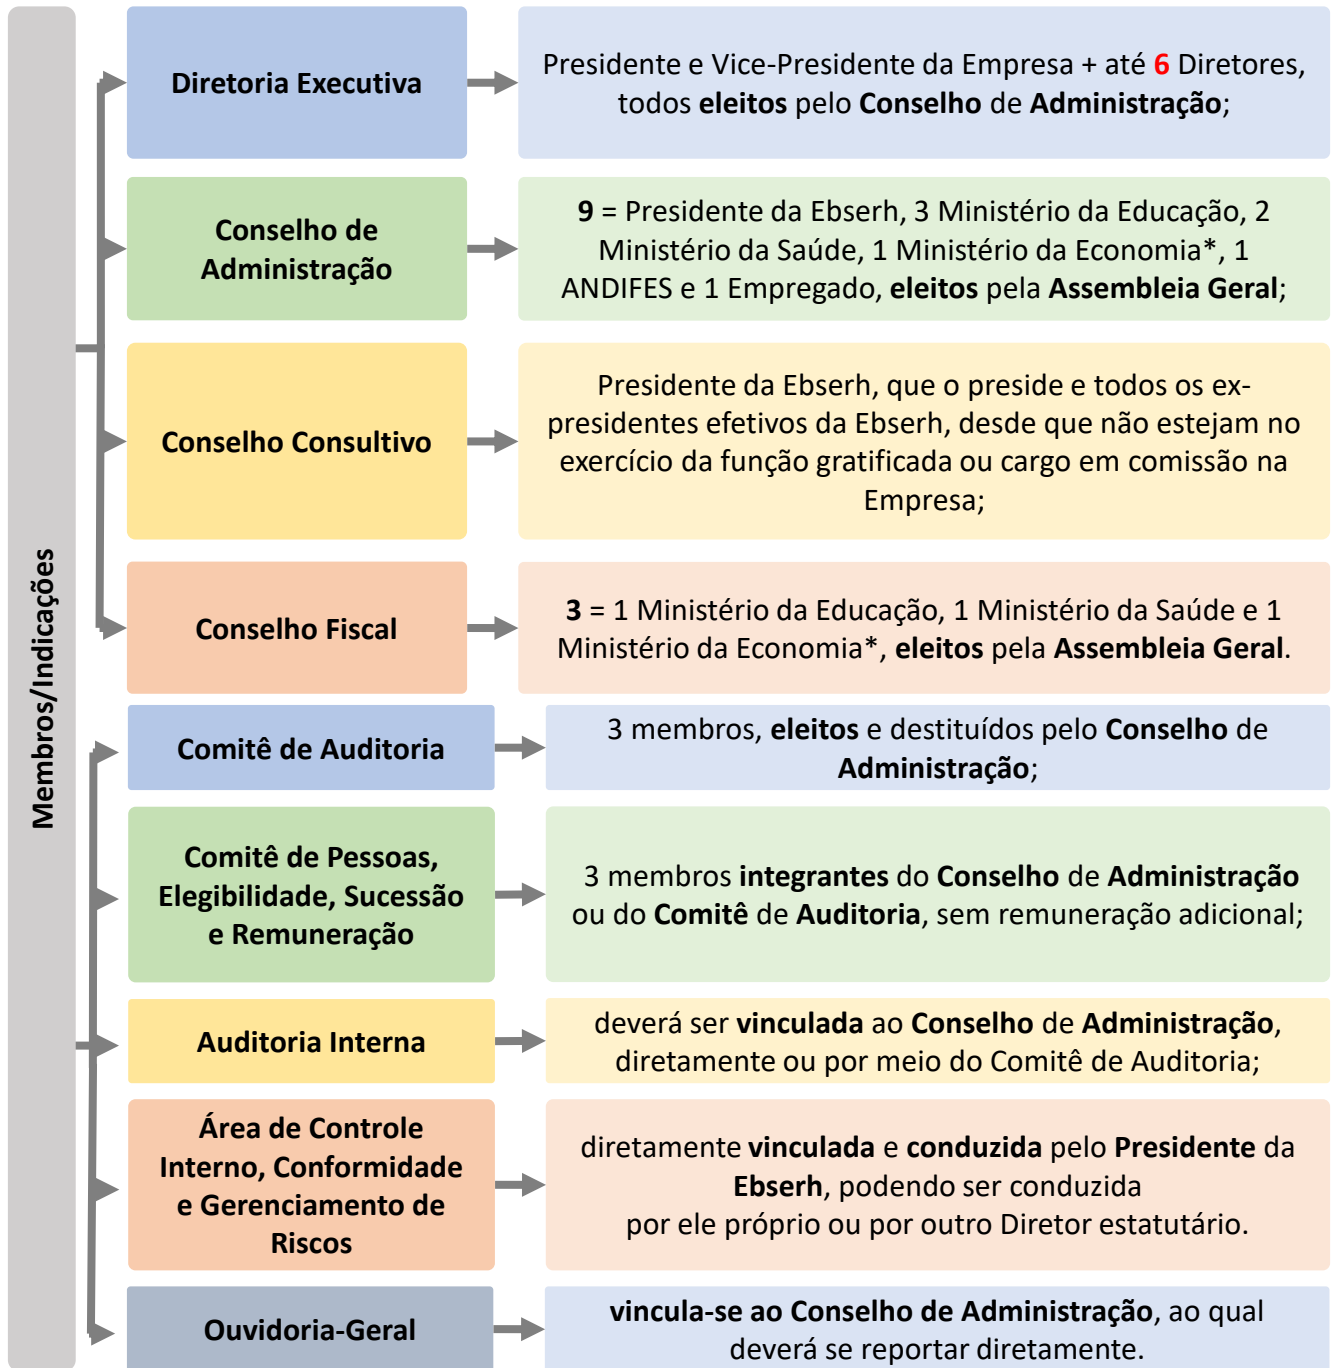 Membros/Indicações
Diretoria Executiva
Presidente e Vice-Presidente da Empresa + até 6 Diretores,
todos eleitos pelo Conselho de Administração;
Conselho de
Administração
9 = Presidente da Ebserh, 3 Ministério da Educação, 2
Ministério da Saúde, 1 Ministério da Economia*, 1
ANDIFES e 1 Empregado, eleitos pela Assembleia Geral;
Conselho Consultivo
Presidente da Ebserh, que o preside e todos os ex-
presidentes efetivos da Ebserh, desde que não estejam no
exercício da função gratificada ou cargo em comissão na
Empresa;
Conselho Fiscal
3 = 1 Ministério da Educação, 1 Ministério da Saúde e 1
Ministério da Economia*, eleitos pela Assembleia Geral.
Comitê de Auditoria
3 membros, eleitos e destituídos pelo Conselho de
Administração;
Comitê de Pessoas,
Elegibilidade, Sucessão
e Remuneração
3 membros integrantes do Conselho de Administração
ou do Comitê de Auditoria, sem remuneração adicional;
Auditoria Interna
deverá ser vinculada ao Conselho de Administração,
diretamente ou por meio do Comitê de Auditoria;
Área de Controle
Interno, Conformidade
e Gerenciamento de
Riscos
diretamente vinculada e conduzida pelo Presidente da
Ebserh, podendo ser conduzida
por ele próprio ou por outro Diretor estatutário.
Ouvidoria-Geral
vincula-se ao Conselho de Administração, ao qual
deverá se reportar diretamente.